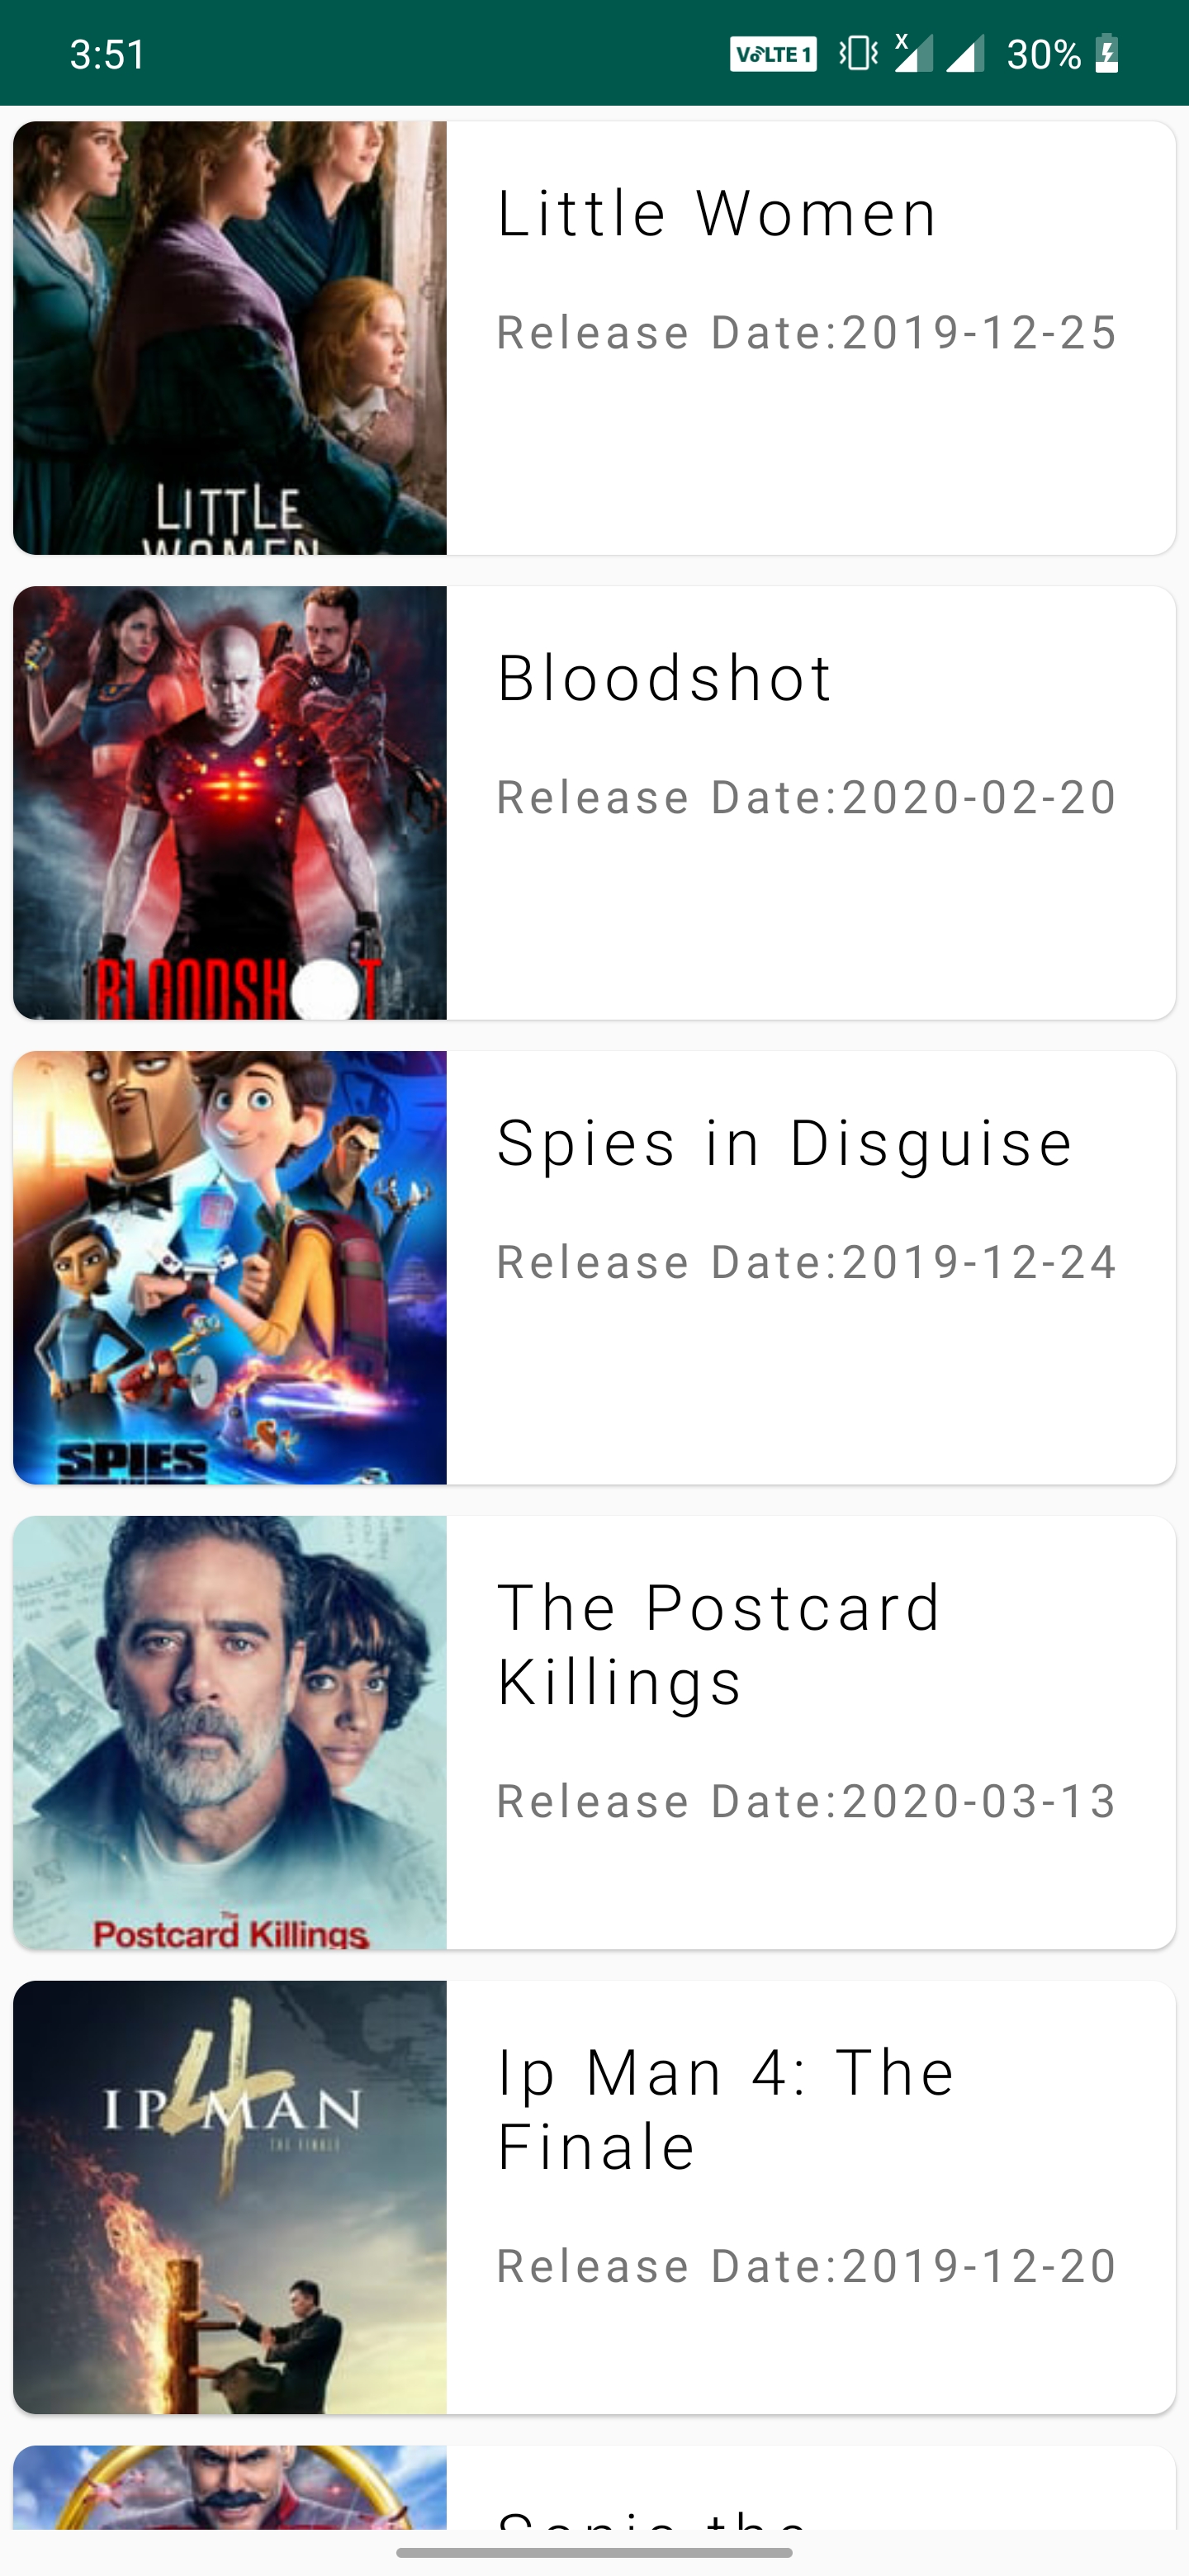 3:51
VoLTE 1
x
30%
LITTLE
WOMEN
Little Women
Release Date:2019-12-25
BLOODSHOT
Bloodshot
Release Date:2020-02-20
SPIES
Spies in Disguise
Release Date:2019-12-24
The
Postcard Killings
The Postcard
Killings
Release Date:2020-03-13
4
IP MAN
THE FINALE
Ip Man 4: The
Finale
Release Date:2019-12-20
Sonic the